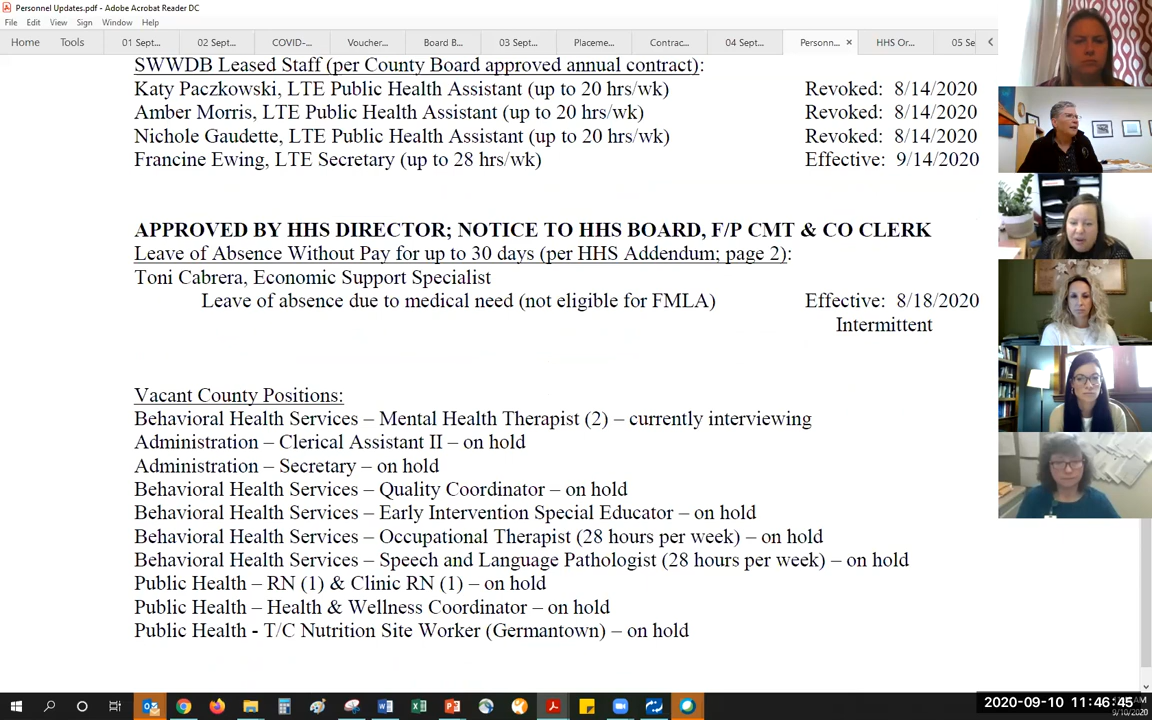 Personnel Updates.pdf - Adobe Acrobat Reader DC
File Edit View Sign Window Help
Home Tools 01 Sept... 02 Sept... COVID-... Voucher... Board B... 03 Sept... Placeme... Contrac... 04 Sept... Personn... × HHS Or... 05 Se
SWWDB Leased Staff (per County Board approved annual contract):
Katy Paczkowski, LTE Public Health Assistant (up to 20 hrs/wk) Revoked: 8/14/2020
Amber Morris, LTE Public Health Assistant (up to 20 hrs/wk) Revoked: 8/14/2020
Nichole Gaudette, LTE Public Health Assistant (up to 20 hrs/wk) Revoked: 8/14/2020
Francine Ewing, LTE Secretary (up to 28 hrs/wk) Effective: 9/14/2020
APPROVED BY HHS DIRECTOR; NOTICE TO HHS BOARD, F/P CMT & CO CLERK
Leave of Absence Without Pay for up to 30 days (per HHS Addendum; page 2):
Toni Cabrera, Economic Support Specialist
Leave of absence due to medical need (not eligible for FMLA) Effective: 8/18/2020
Intermittent
Vacant County Positions:
Behavioral Health Services – Mental Health Therapist (2) – currently interviewing
Administration – Clerical Assistant II – on hold
Administration – Secretary – on hold
Behavioral Health Services – Quality Coordinator – on hold
Behavioral Health Services – Early Intervention Special Educator – on hold
Behavioral Health Services – Occupational Therapist (28 hours per week) – on hold
Behavioral Health Services – Speech and Language Pathologist (28 hours per week) – on hold
Public Health – RN (1) & Clinic RN (1) – on hold
Public Health – Health & Wellness Coordinator – on hold
Public Health - T/C Nutrition Site Worker (Germantown) – on hold
2020-09-10 11:46:45
9/10/2020